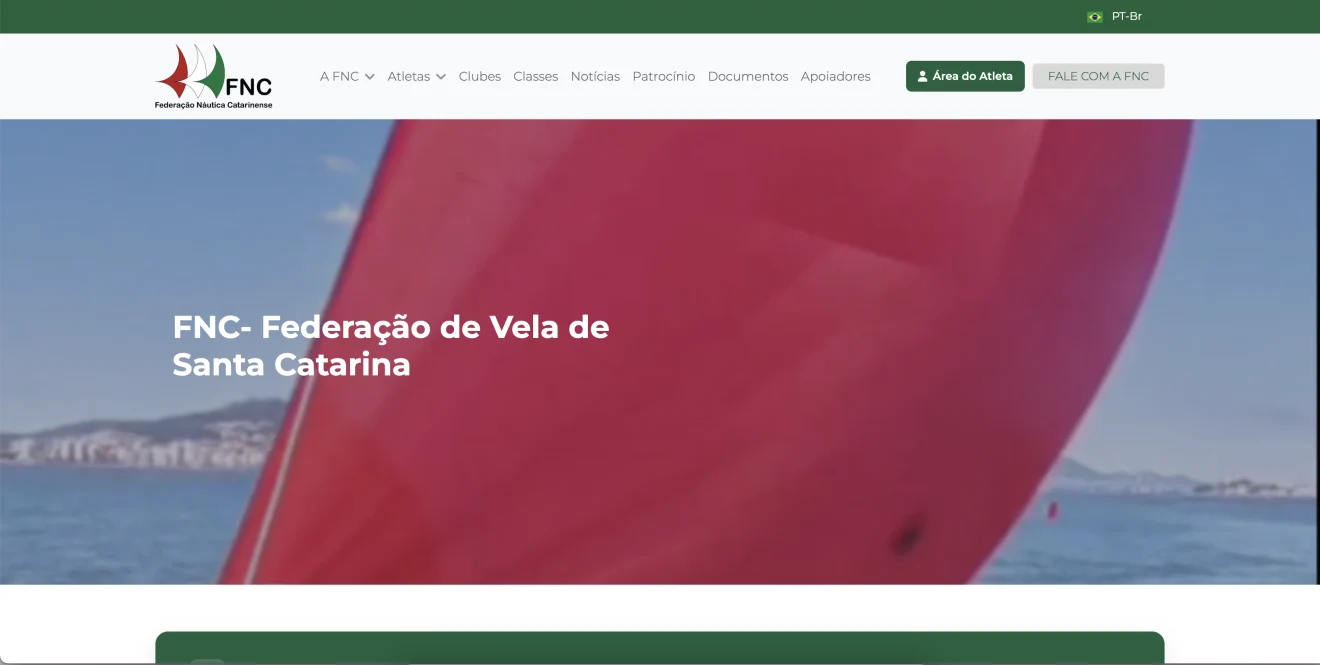 PT-Br
FNC
Federação Náutica Catarinense
A FNC
Atletas
Clubes
Classes
Notícias
Patrocínio
Documentos
Apoiadores
Área do Atleta
FALE COM A FNC
FNC- Federação de Vela de
Santa Catarina